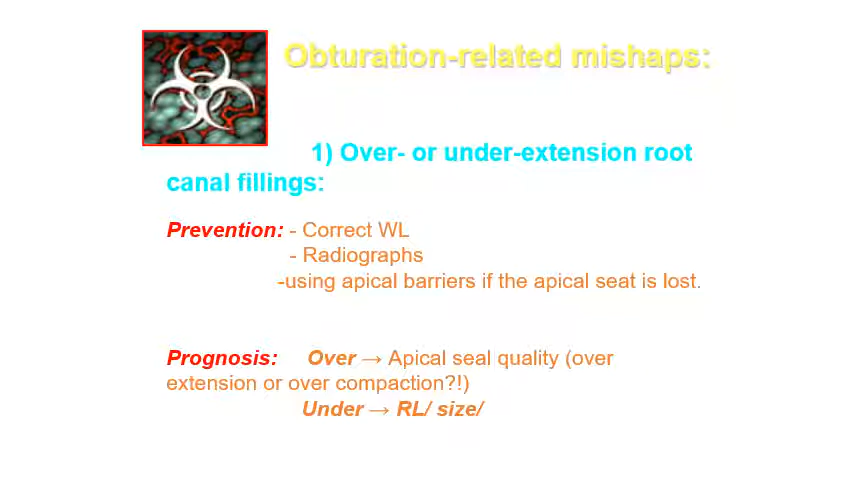 Obturation-related mishaps:
1) Over- or under-extension root
canal fillings:
Prevention: - Correct WL
- Radiographs
-using apical barriers if the apical seat is lost.
Prognosis: Over → Apical seal quality (over
extension or over compaction?!)
Under → RL/ size/